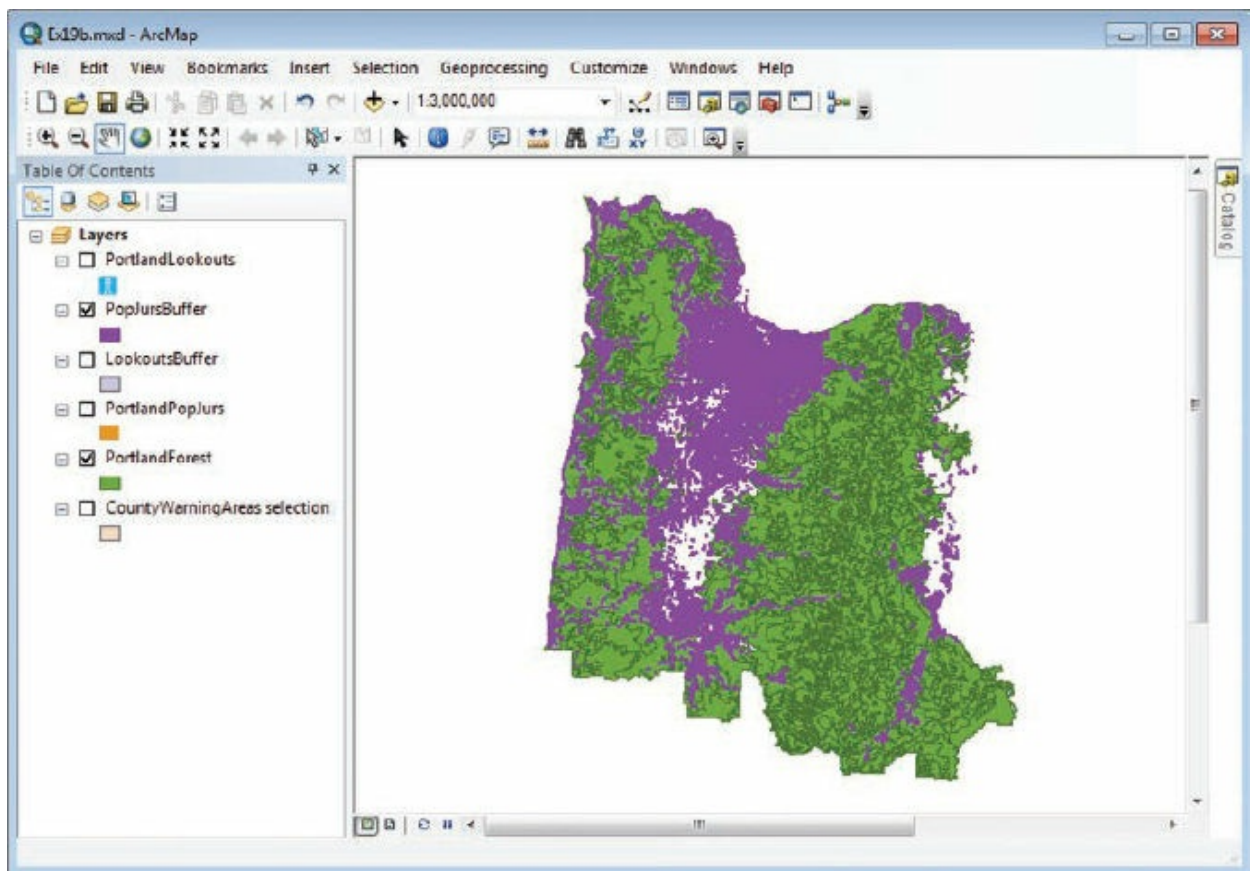 Ex19b.mxd - ArcMap
File Edit View Bookmarks Insert Selection Geoprocessing Customize Windows Help
1:3,000,000
Table Of Contents
Layers
PortlandLookouts
PopJursBuffer
LookoutsBuffer
PortlandPopJurs
PortlandForest
CountyWarningAreas selection
Catalog